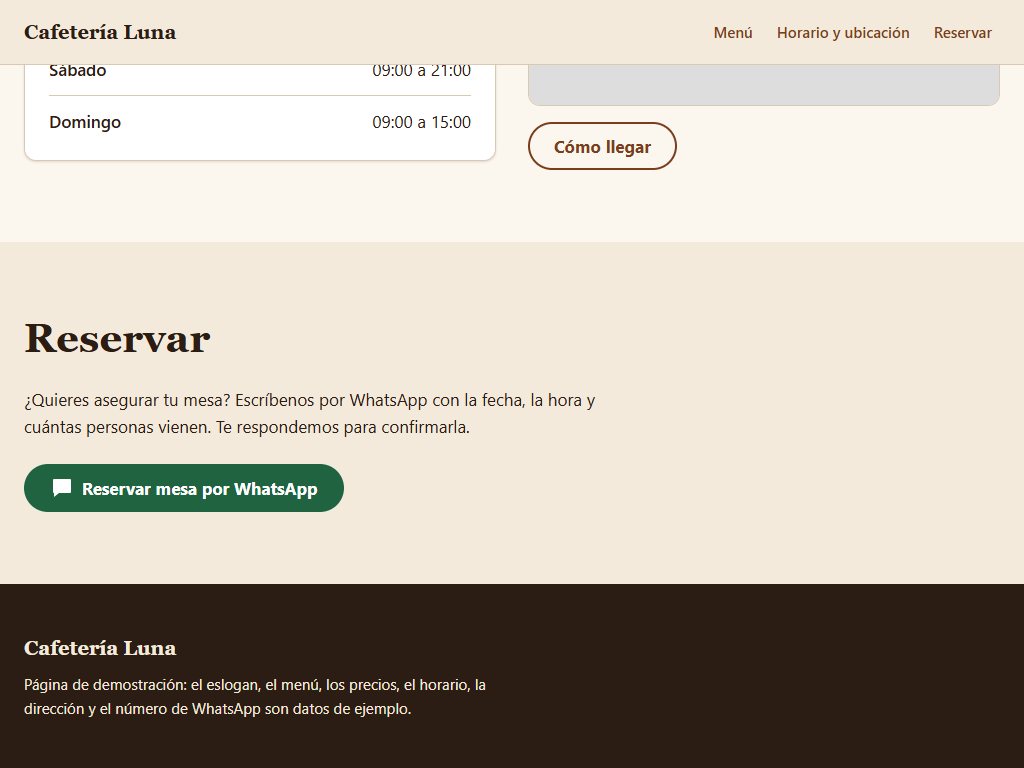 Cafetería Luna
Menú
Horario y ubicación
Reservar
Sábado 09:00 a 21:00
Domingo 09:00 a 15:00
Cómo llegar
Reservar
¿Quieres asegurar tu mesa? Escríbenos por WhatsApp con la fecha, la hora y
cuántas personas vienen. Te respondemos para confirmarla.
Reservar mesa por WhatsApp
Cafetería Luna
Página de demostración: el eslogan, el menú, los precios, el horario, la
dirección y el número de WhatsApp son datos de ejemplo.